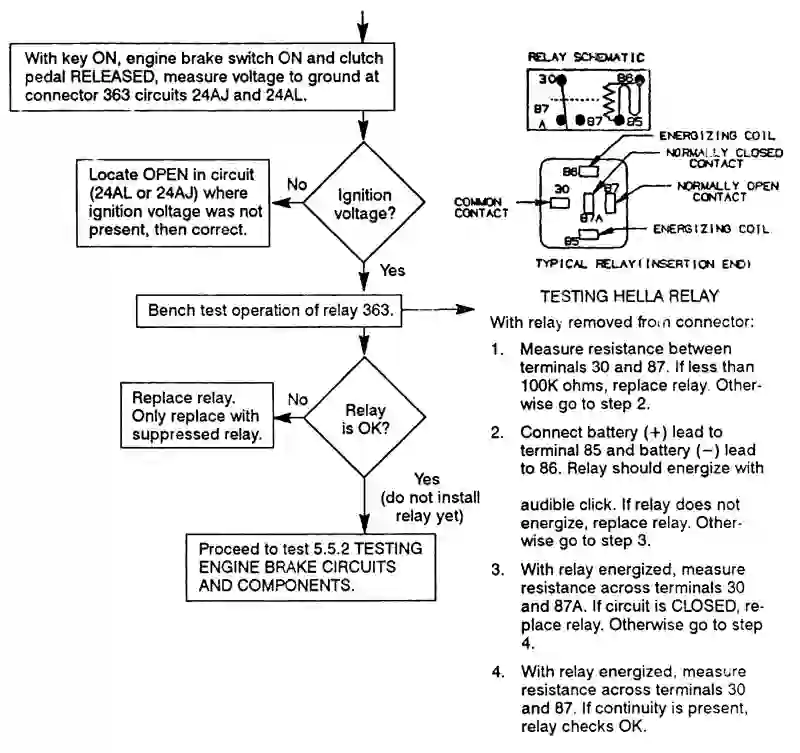 With key ON, engine brake switch ON and clutch
pedal RELEASED, measure voltage to ground at
connector 363 circuits 24AJ and 24AL.
Locate OPEN in circuit
(24AL or 24AJ) where
ignition voltage was not
present, then correct.
No
Ignition
voltage?
Yes
Bench test operation of relay 363.
Replace relay.
Only replace with
suppressed relay.
No
Relay
is OK?
Yes
(do not install
relay yet)
Proceed to test 5.5.2 TESTING
ENGINE BRAKE CIRCUITS
AND COMPONENTS.
RELAY SCHEMATIC
30
86
87
A
87
85
ENERGIZING COIL
NORMALLY CLOSED
CONTACT
86
30
87
NORMALLY OPEN
CONTACT
COMMON
CONTACT
87A
85
ENERGIZING COIL
TYPICAL RELAY(INSERTION END)
TESTING HELLA RELAY
With relay removed from connector:
1. Measure resistance between
terminals 30 and 87. If less than
100K ohms, replace relay. Other-
wise go to step 2.
2. Connect battery (+) lead to
terminal 85 and battery (−) lead
to 86. Relay should energize with
audible click. If relay does not
energize, replace relay. Other-
wise go to step 3.
3. With relay energized, measure
resistance across terminals 30
and 87A. If circuit is CLOSED, re-
place relay. Otherwise go to step
4.
4. With relay energized, measure
resistance across terminals 30
and 87. If continuity is present,
relay checks OK.